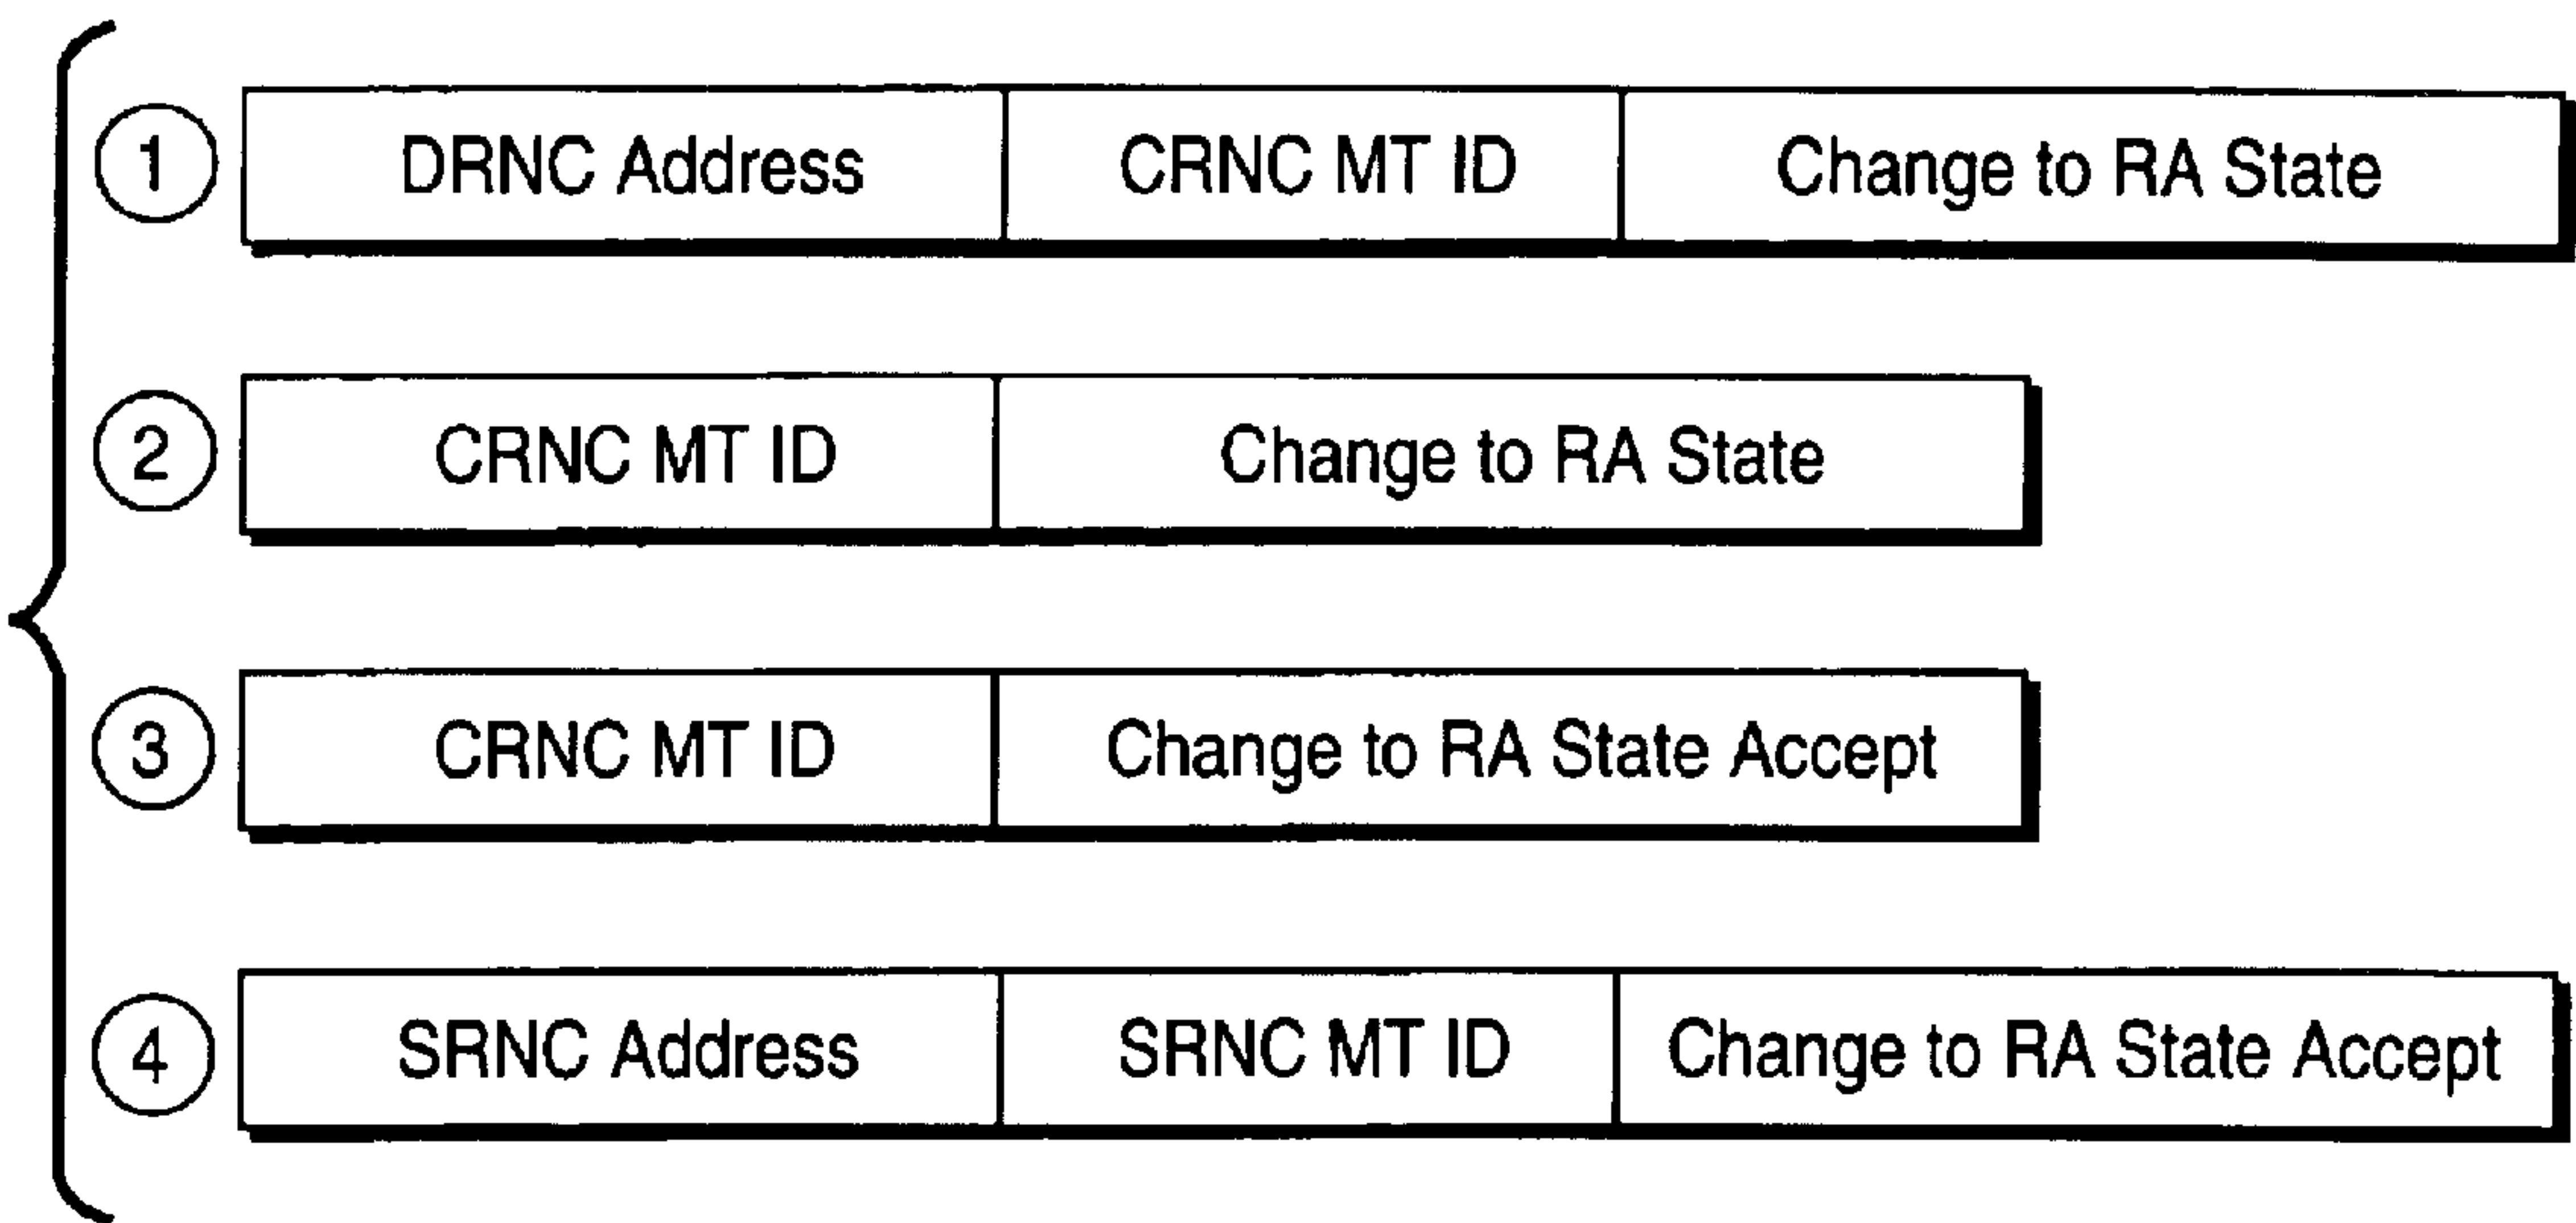 1 DRNC Address CRNC MT ID Change to RA State
2 CRNC MT ID Change to RA State
3 CRNC MT ID Change to RA State Accept
4 SRNC Address SRNC MT ID Change to RA State Accept